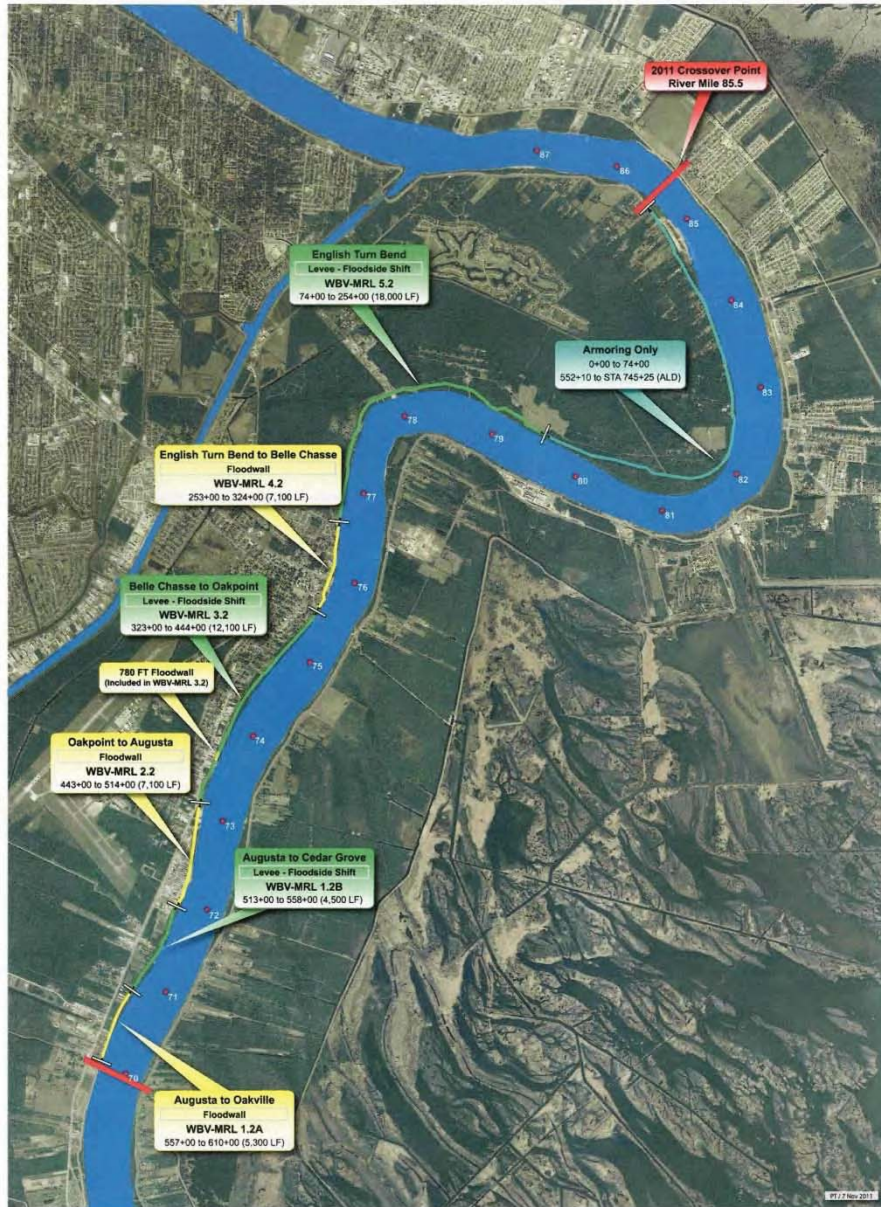 2011 Crossover Point
River Mile 85.5
87
86
85
English Turn Bend
Levee - Floodside Shift
WBV-MRL 5.2
74+00 to 254+00 (18,000 LF)
84
Armoring Only
0+00 to 74+00
552+10 to STA 745+25 (ALD)
83
78
79
82
English Turn Bend to Belle Chasse
Floodwall
WBV-MRL 4.2
253+00 to 324+00 (7,100 LF)
80
77
81
76
Belle Chasse to Oakpoint
Levee - Floodside Shift
WBV-MRL 3.2
323+00 to 444+00 (12,100 LF)
75
780 FT Floodwall
(Included in WBV-MRL 3.2)
74
Oakpoint to Augusta
Floodwall
WBV-MRL 2.2
443+00 to 514+00 (7,100 LF)
73
Augusta to Cedar Grove
Levee - Floodside Shift
WBV-MRL 1.2B
513+00 to 558+00 (4,500 LF)
72
71
70
Augusta to Oakville
Floodwall
WBV-MRL 1.2A
557+00 to 610+00 (5,300 LF)
PT / 7 Nov 2011